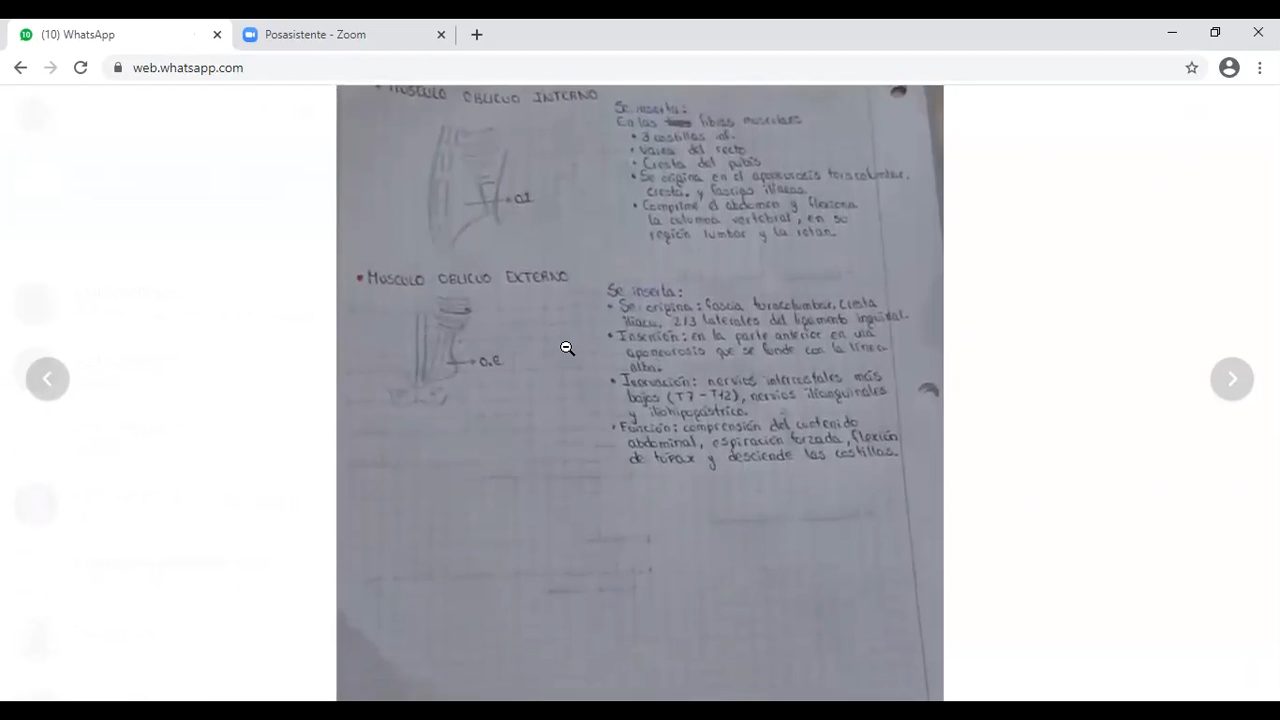 (10) WhatsApp
Posasistente - Zoom
web.whatsapp.com
MUSCULO OBLICUO INTERNO
Se inserta:
En las fibras musculares
• 3 costillas inf.
• Vaina del recto
• Cresta del pubis
• Se origina en el aponeurosis toracolumbar.
cresta. y fascias iliacas.
• Comprime el abdomen y flexiona
la columna vertebral, en su
región lumbar y la rotan.
O.I
• MUSCULO OBLICUO EXTERNO
O.E
Se inserta:
• Se origina: fascia toracolumbar, cresta
iliaca, 2/3 laterales del ligamento inguinal.
• Inserción: en la parte anterior en una
aponeurosis que se funde con la línea
alba.
• Inervación: nervios intercostales más
bajos (T7 - T12), nervios
y
• Función: comprensión del contenido
abdominal, espiración forzada, flexión
de tórax y desciende las costillas.